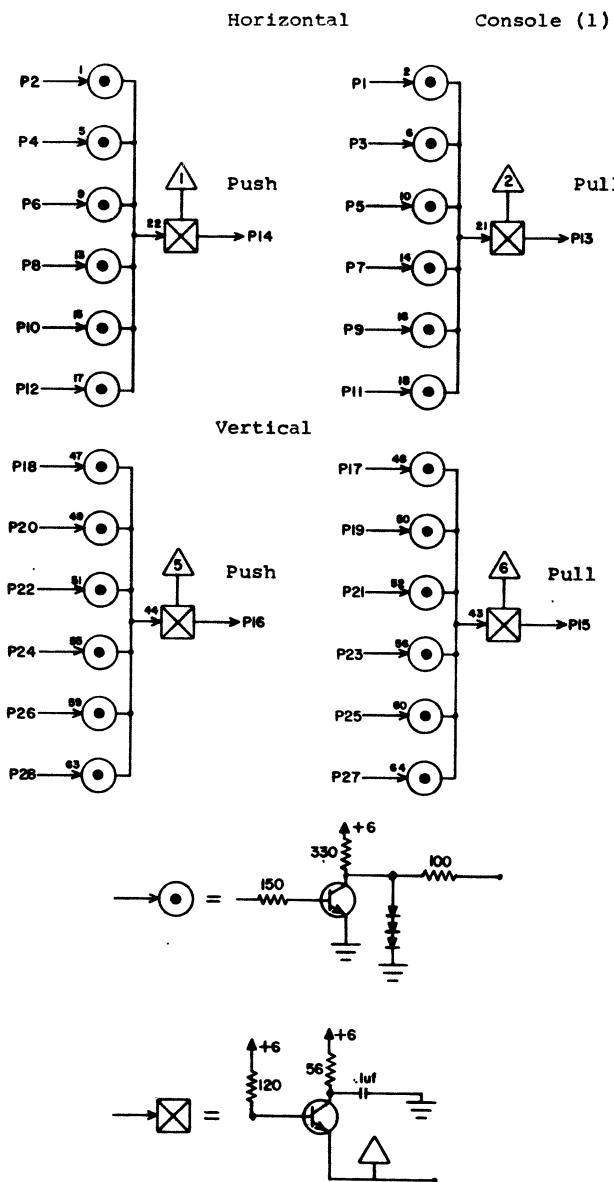 Horizontal Console (1)
P2 1
P1 2
P4 5
P3 6
1 Push
2 Pull
P6 9
P5 10
22 P14
21 P13
P8 13
P7 14
P10 15
P9 16
P12 17
P11 18
Vertical
P18 47
P17 48
P20 49
P19 50
5 Push
6 Pull
P22 51
P21 52
44 P16
43 P15
P24 55
P23 56
P26 59
P25 60
P28 63
P27 64
+6
330
100
= 150
+6 +6
56
.1uf
120
=